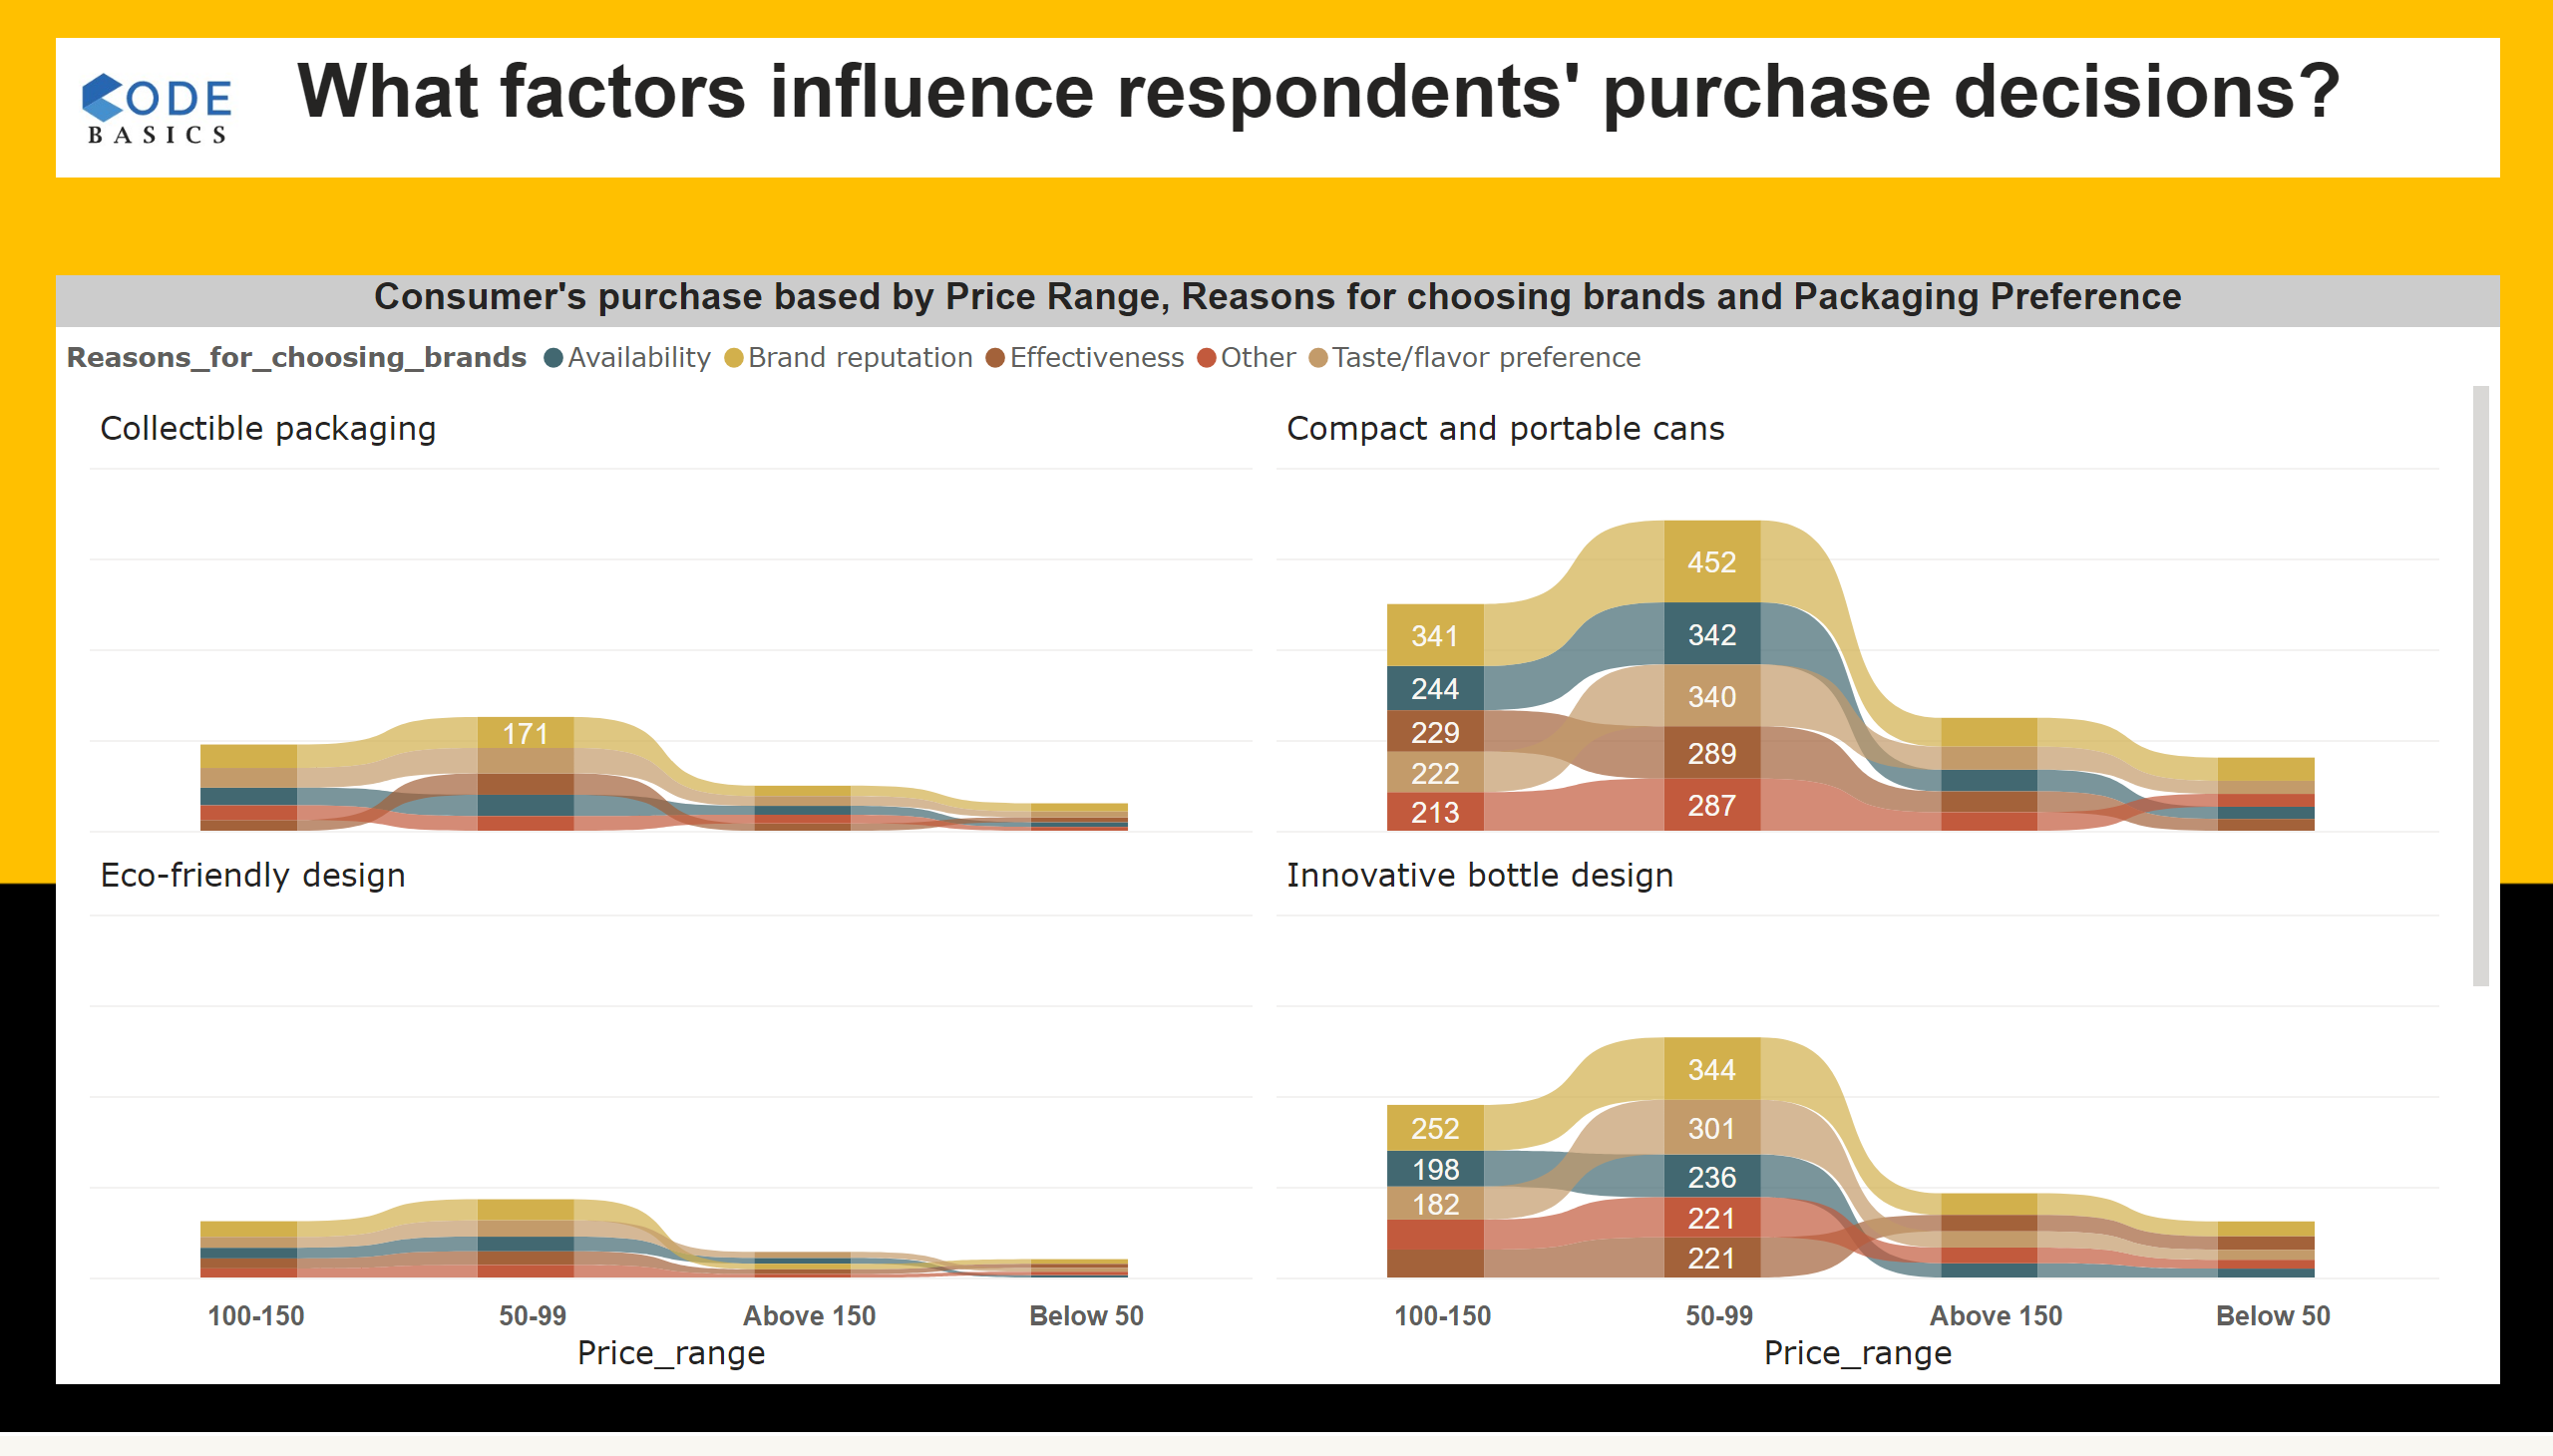 CODE
BASICS
What factors influence respondents' purchase decisions?
Consumer's purchase based by Price Range, Reasons for choosing brands and Packaging Preference
Reasons_for_choosing_brands Availability Brand reputation Effectiveness Other Taste/flavor preference
Collectible packaging
171
Compact and portable cans
341
244
229
222
213
452
342
340
289
287
Eco-friendly design
100-150 50-99 Above 150 Below 50
Price_range
Innovative bottle design
252
198
182
344
301
236
221
221
100-150 50-99 Above 150 Below 50
Price_range